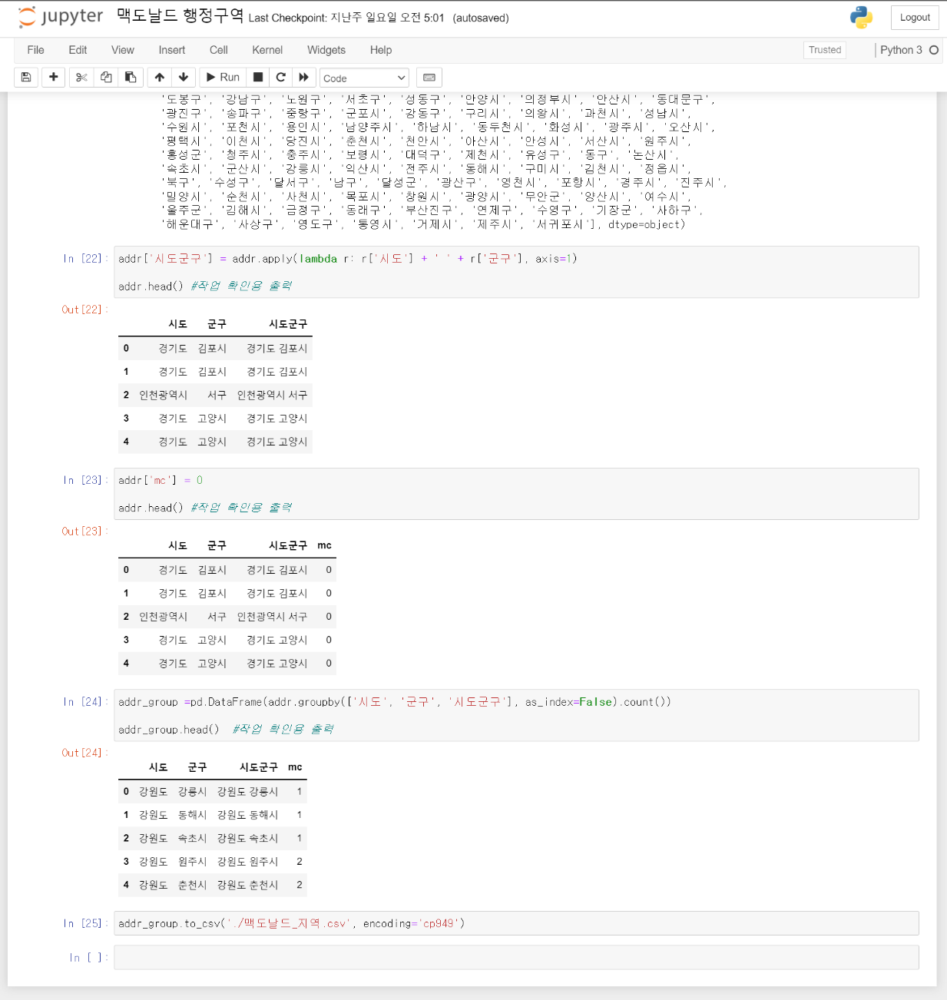 jupyter 맥도날드 행정구역 Last Checkpoint: 지난주 일요일 오전 5:01 (autosaved) Logout
File Edit View Insert Cell Kernel Widgets Help Trusted Python 3
Run Code
'도봉구', '강남구', '노원구', '서초구', '성동구', '안양시', '의정부시', '안산시', '동대문구',
'광진구', '송파구', '중랑구', '군포시', '강동구', '구리시', '의왕시', '과천시', '성남시',
'수원시', '포천시', '용인시', '남양주시', '하남시', '동두천시', '화성시', '광주시', '오산시',
'평택시', '이천시', '당진시', '춘천시', '천안시', '아산시', '안성시', '서산시', '원주시',
'홍성군', '청주시', '충주시', '보령시', '대덕구', '제천시', '유성구', '동구', '논산시',
'속초시', '군산시', '강릉시', '익산시', '전주시', '동해시', '구미시', '김천시', '정읍시',
'북구', '수성구', '달서구', '남구', '달성군', '광산구', '영천시', '포항시', '경주시', '진주시',
'밀양시', '순천시', '사천시', '목포시', '창원시', '광양시', '무안군', '양산시', '여수시',
'울주군', '김해시', '금정구', '동래구', '부산진구', '연제구', '수영구', '기장군', '사하구',
'해운대구', '사상구', '영도구', '통영시', '거제시', '제주시', '서귀포시'], dtype=object)
In [22]: addr['시도군구'] = addr.apply(lambda r: r['시도'] + ' ' + r['군구'], axis=1)
addr.head() #작업 확인용 출력
Out[22]:
시도 군구 시도군구
0 경기도 김포시 경기도 김포시
1 경기도 김포시 경기도 김포시
2 인천광역시 서구 인천광역시 서구
3 경기도 고양시 경기도 고양시
4 경기도 고양시 경기도 고양시
In [23]: addr['mc'] = 0
addr.head() #작업 확인용 출력
Out[23]:
시도 군구 시도군구 mc
0 경기도 김포시 경기도 김포시 0
1 경기도 김포시 경기도 김포시 0
2 인천광역시 서구 인천광역시 서구 0
3 경기도 고양시 경기도 고양시 0
4 경기도 고양시 경기도 고양시 0
In [24]: addr_group =pd.DataFrame(addr.groupby(['시도', '군구', '시도군구'], as_index=False).count())
addr_group.head() #작업 확인용 출력
Out[24]:
시도 군구 시도군구 mc
0 강원도 강릉시 강원도 강릉시 1
1 강원도 동해시 강원도 동해시 1
2 강원도 속초시 강원도 속초시 1
3 강원도 원주시 강원도 원주시 2
4 강원도 춘천시 강원도 춘천시 2
In [25]: addr_group.to_csv('./맥도날드_지역.csv', encoding='cp949')
In [ ]: